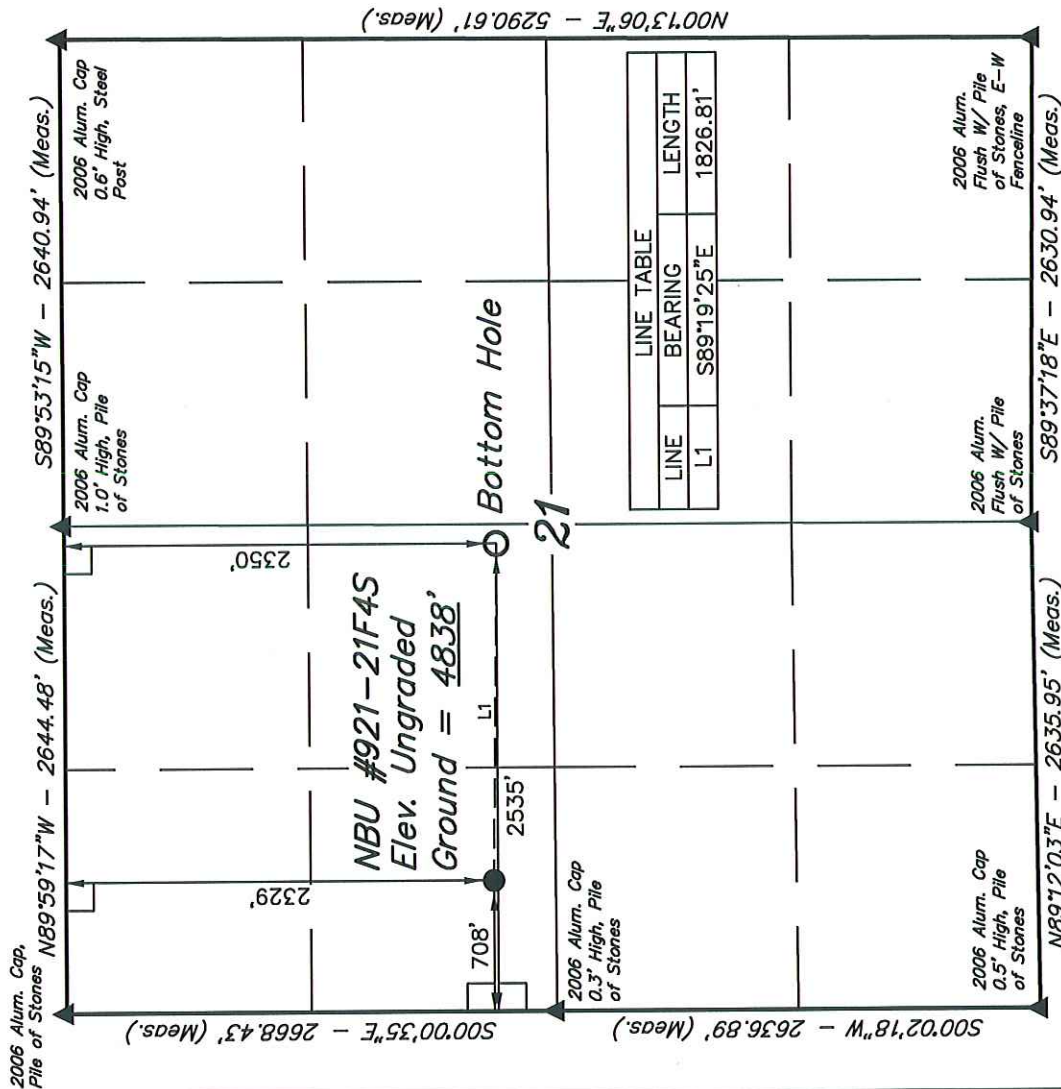 2006 Alum. Cap,
Pile of Stones
N89°59'17"W - 2644.48' (Meas.)
S89°53'15"W - 2640.94' (Meas.)
2006 Alum. Cap
1.0' High, Pile
of Stones
2006 Alum. Cap
0.6' High, Steel
Post
N00°13'06"E - 5290.61' (Meas.)
S00°00'35"E - 2668.43' (Meas.)
2329'
2350'
NBU #921-21F4S
Elev. Ungraded
Ground = 4838'
Bottom Hole
L1
708'
2535'
21
LINE TABLE
LINE BEARING LENGTH
L1 S89°19'25"E 1826.81'
2006 Alum. Cap
0.3' High, Pile
of Stones
S00°02'18"W - 2636.89' (Meas.)
2006 Alum. Cap
0.5' High, Pile
of Stones
2006 Alum.
Flush W/ Pile
of Stones
2006 Alum.
Flush W/ Pile
of Stones, E-W
Fenceline
N89°12'03"E - 2635.95' (Meas.)
S89°37'18"E - 2630.94' (Meas.)